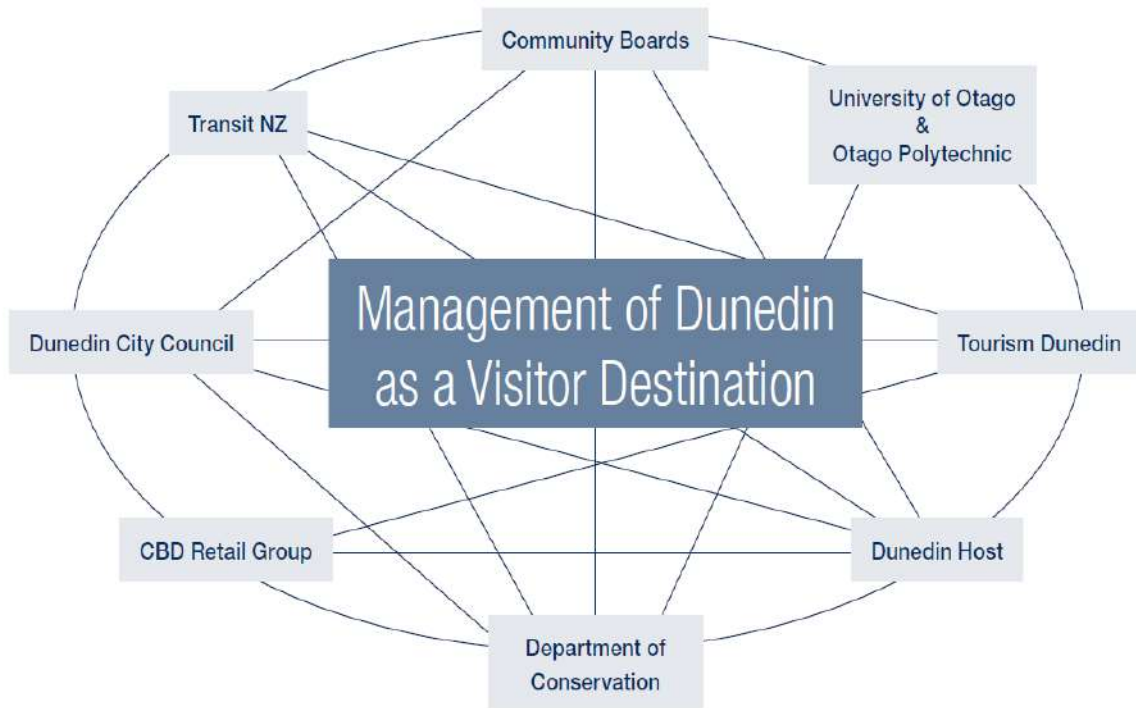 Community Boards
University of Otago
&
Otago Polytechnic
Transit NZ
Management of Dunedin
as a Visitor Destination
Dunedin City Council
Tourism Dunedin
CBD Retail Group
Dunedin Host
Department of
Conservation